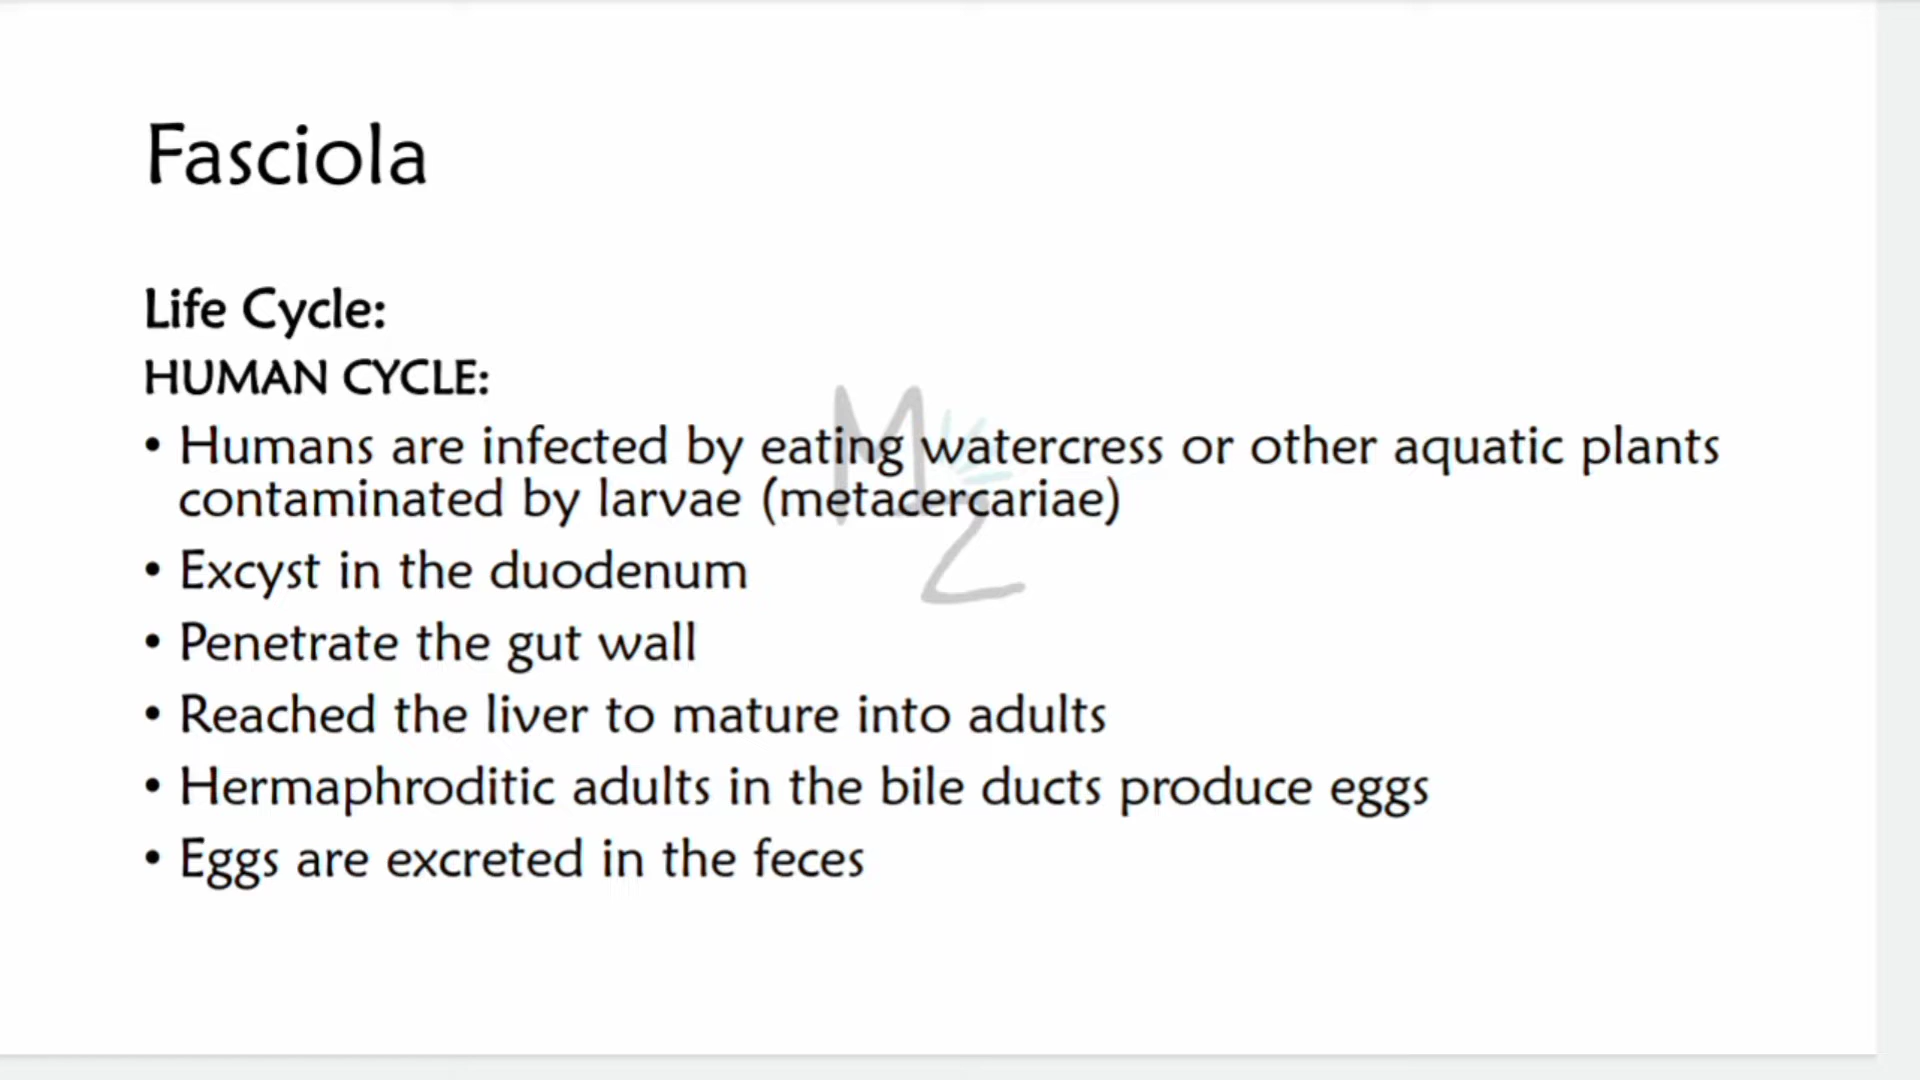 Fasciola
Life Cycle:
HUMAN CYCLE:
• Humans are infected by eating watercress or other aquatic plants
contaminated by larvae (metacercariae)
• Excyst in the duodenum
• Penetrate the gut wall
• Reached the liver to mature into adults
• Hermaphroditic adults in the bile ducts produce eggs
• Eggs are excreted in the feces
MZ